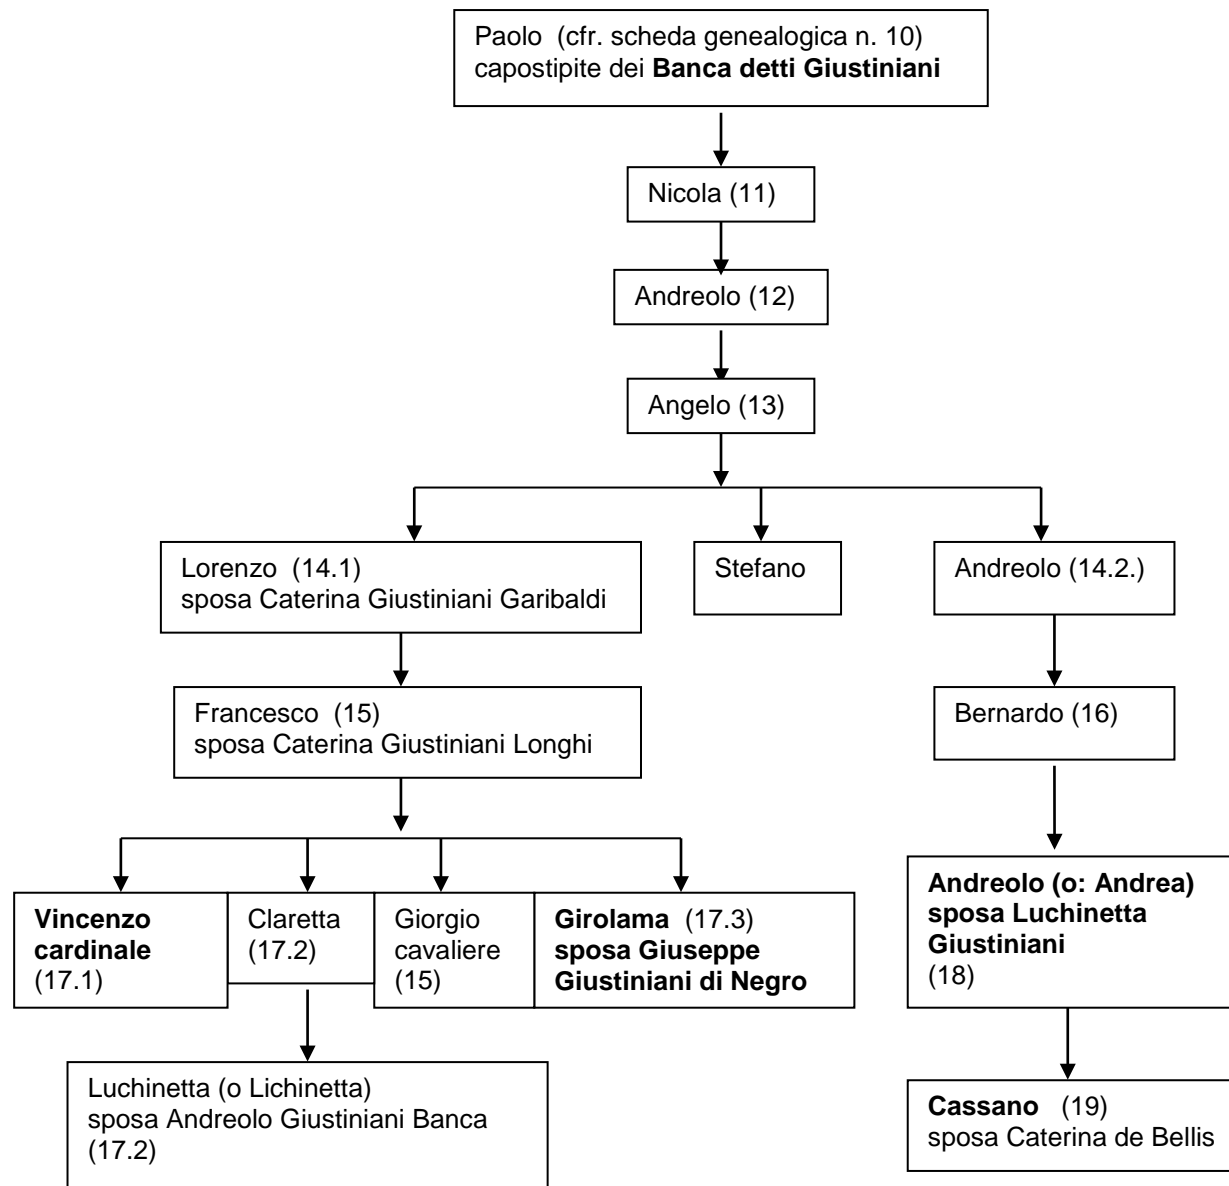 Paolo (cfr. scheda genealogica n. 10)
capostipite dei Banca detti Giustiniani
Nicola (11)
Andreolo (12)
Angelo (13)
Lorenzo (14.1)
sposa Caterina Giustiniani Garibaldi
Stefano
Andreolo (14.2.)
Francesco (15)
sposa Caterina Giustiniani Longhi
Bernardo (16)
Vincenzo
cardinale
(17.1)
Claretta
(17.2)
Giorgio
cavaliere
(15)
Girolama (17.3)
sposa Giuseppe
Giustiniani di Negro
Andreolo (o: Andrea)
sposa Luchinetta
Giustiniani
(18)
Luchinetta (o Lichinetta)
sposa Andreolo Giustiniani Banca
(17.2)
Cassano (19)
sposa Caterina de Bellis